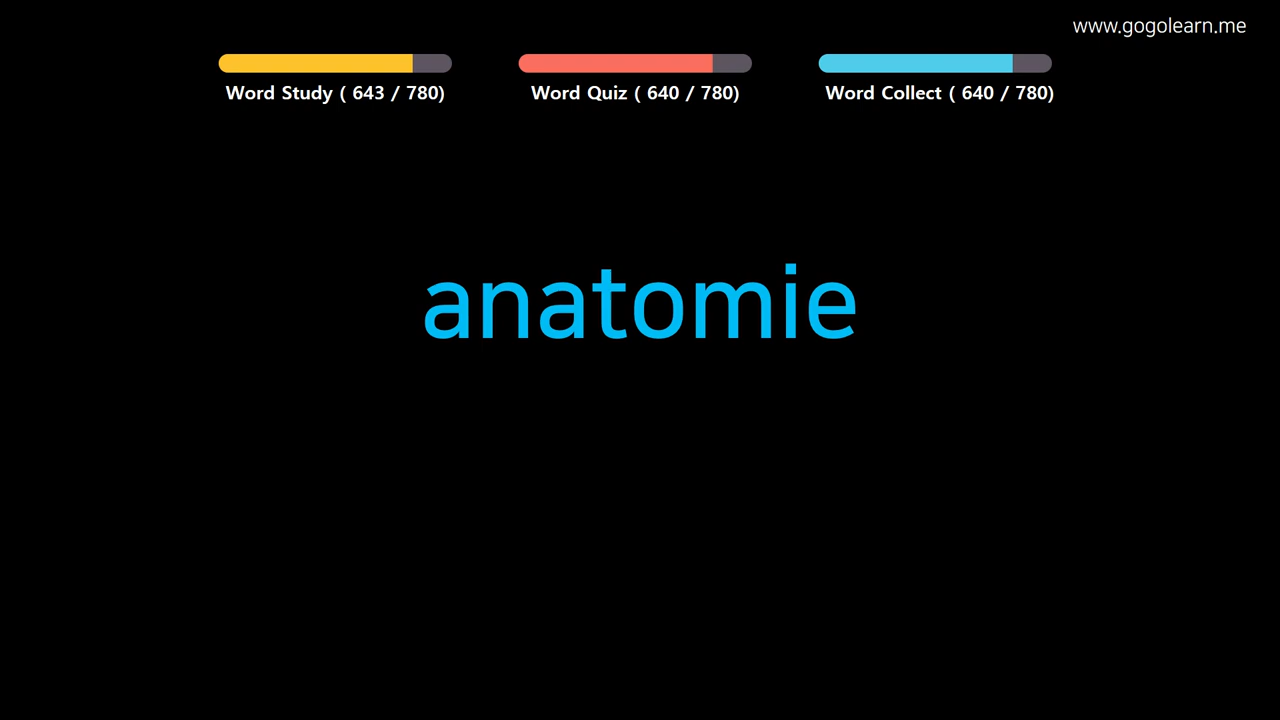 www.gogolearn.me
Word Study ( 643 / 780)
Word Quiz ( 640 / 780)
Word Collect ( 640 / 780)
anatomie